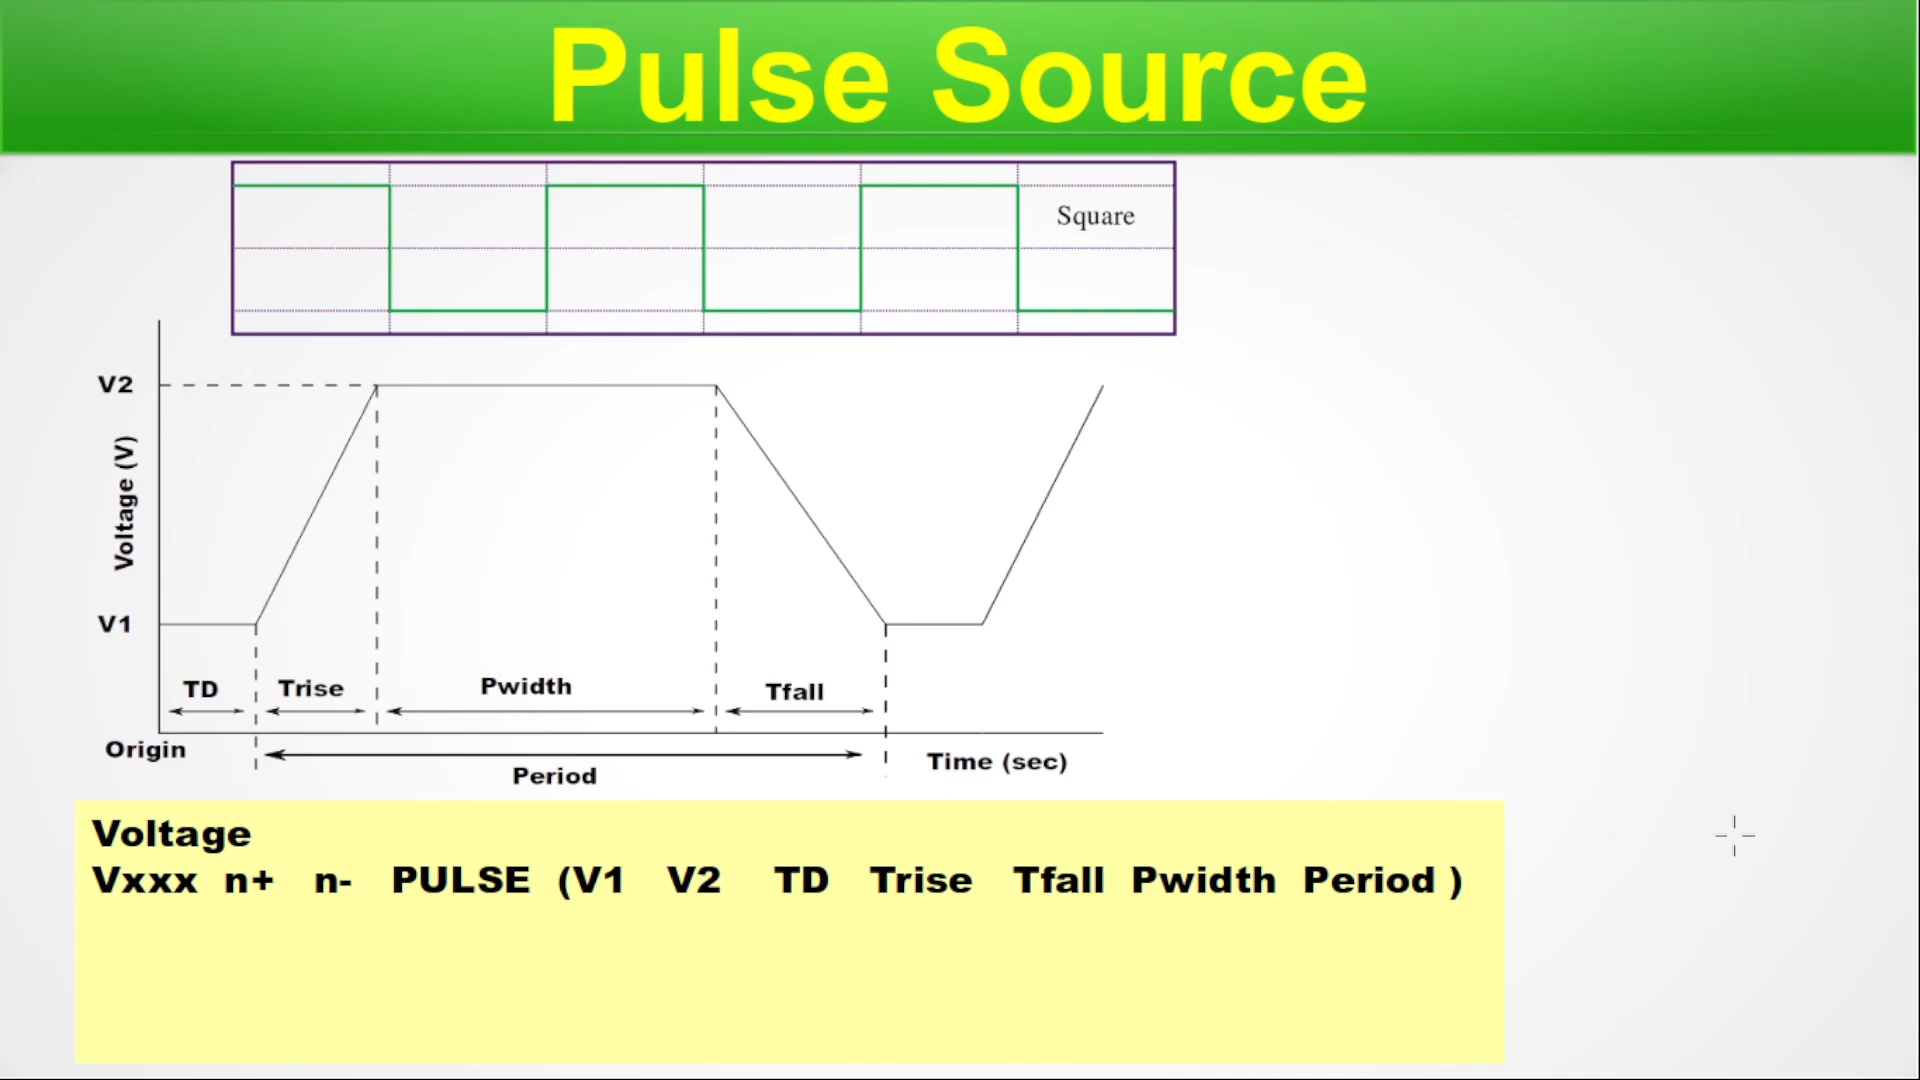 Pulse Source
Square
V2
Voltage (V)
V1
TD Trise Pwidth Tfall
Origin
Period
Time (sec)
Voltage
Vxxx n+ n- PULSE (V1 V2 TD Trise Tfall Pwidth Period )